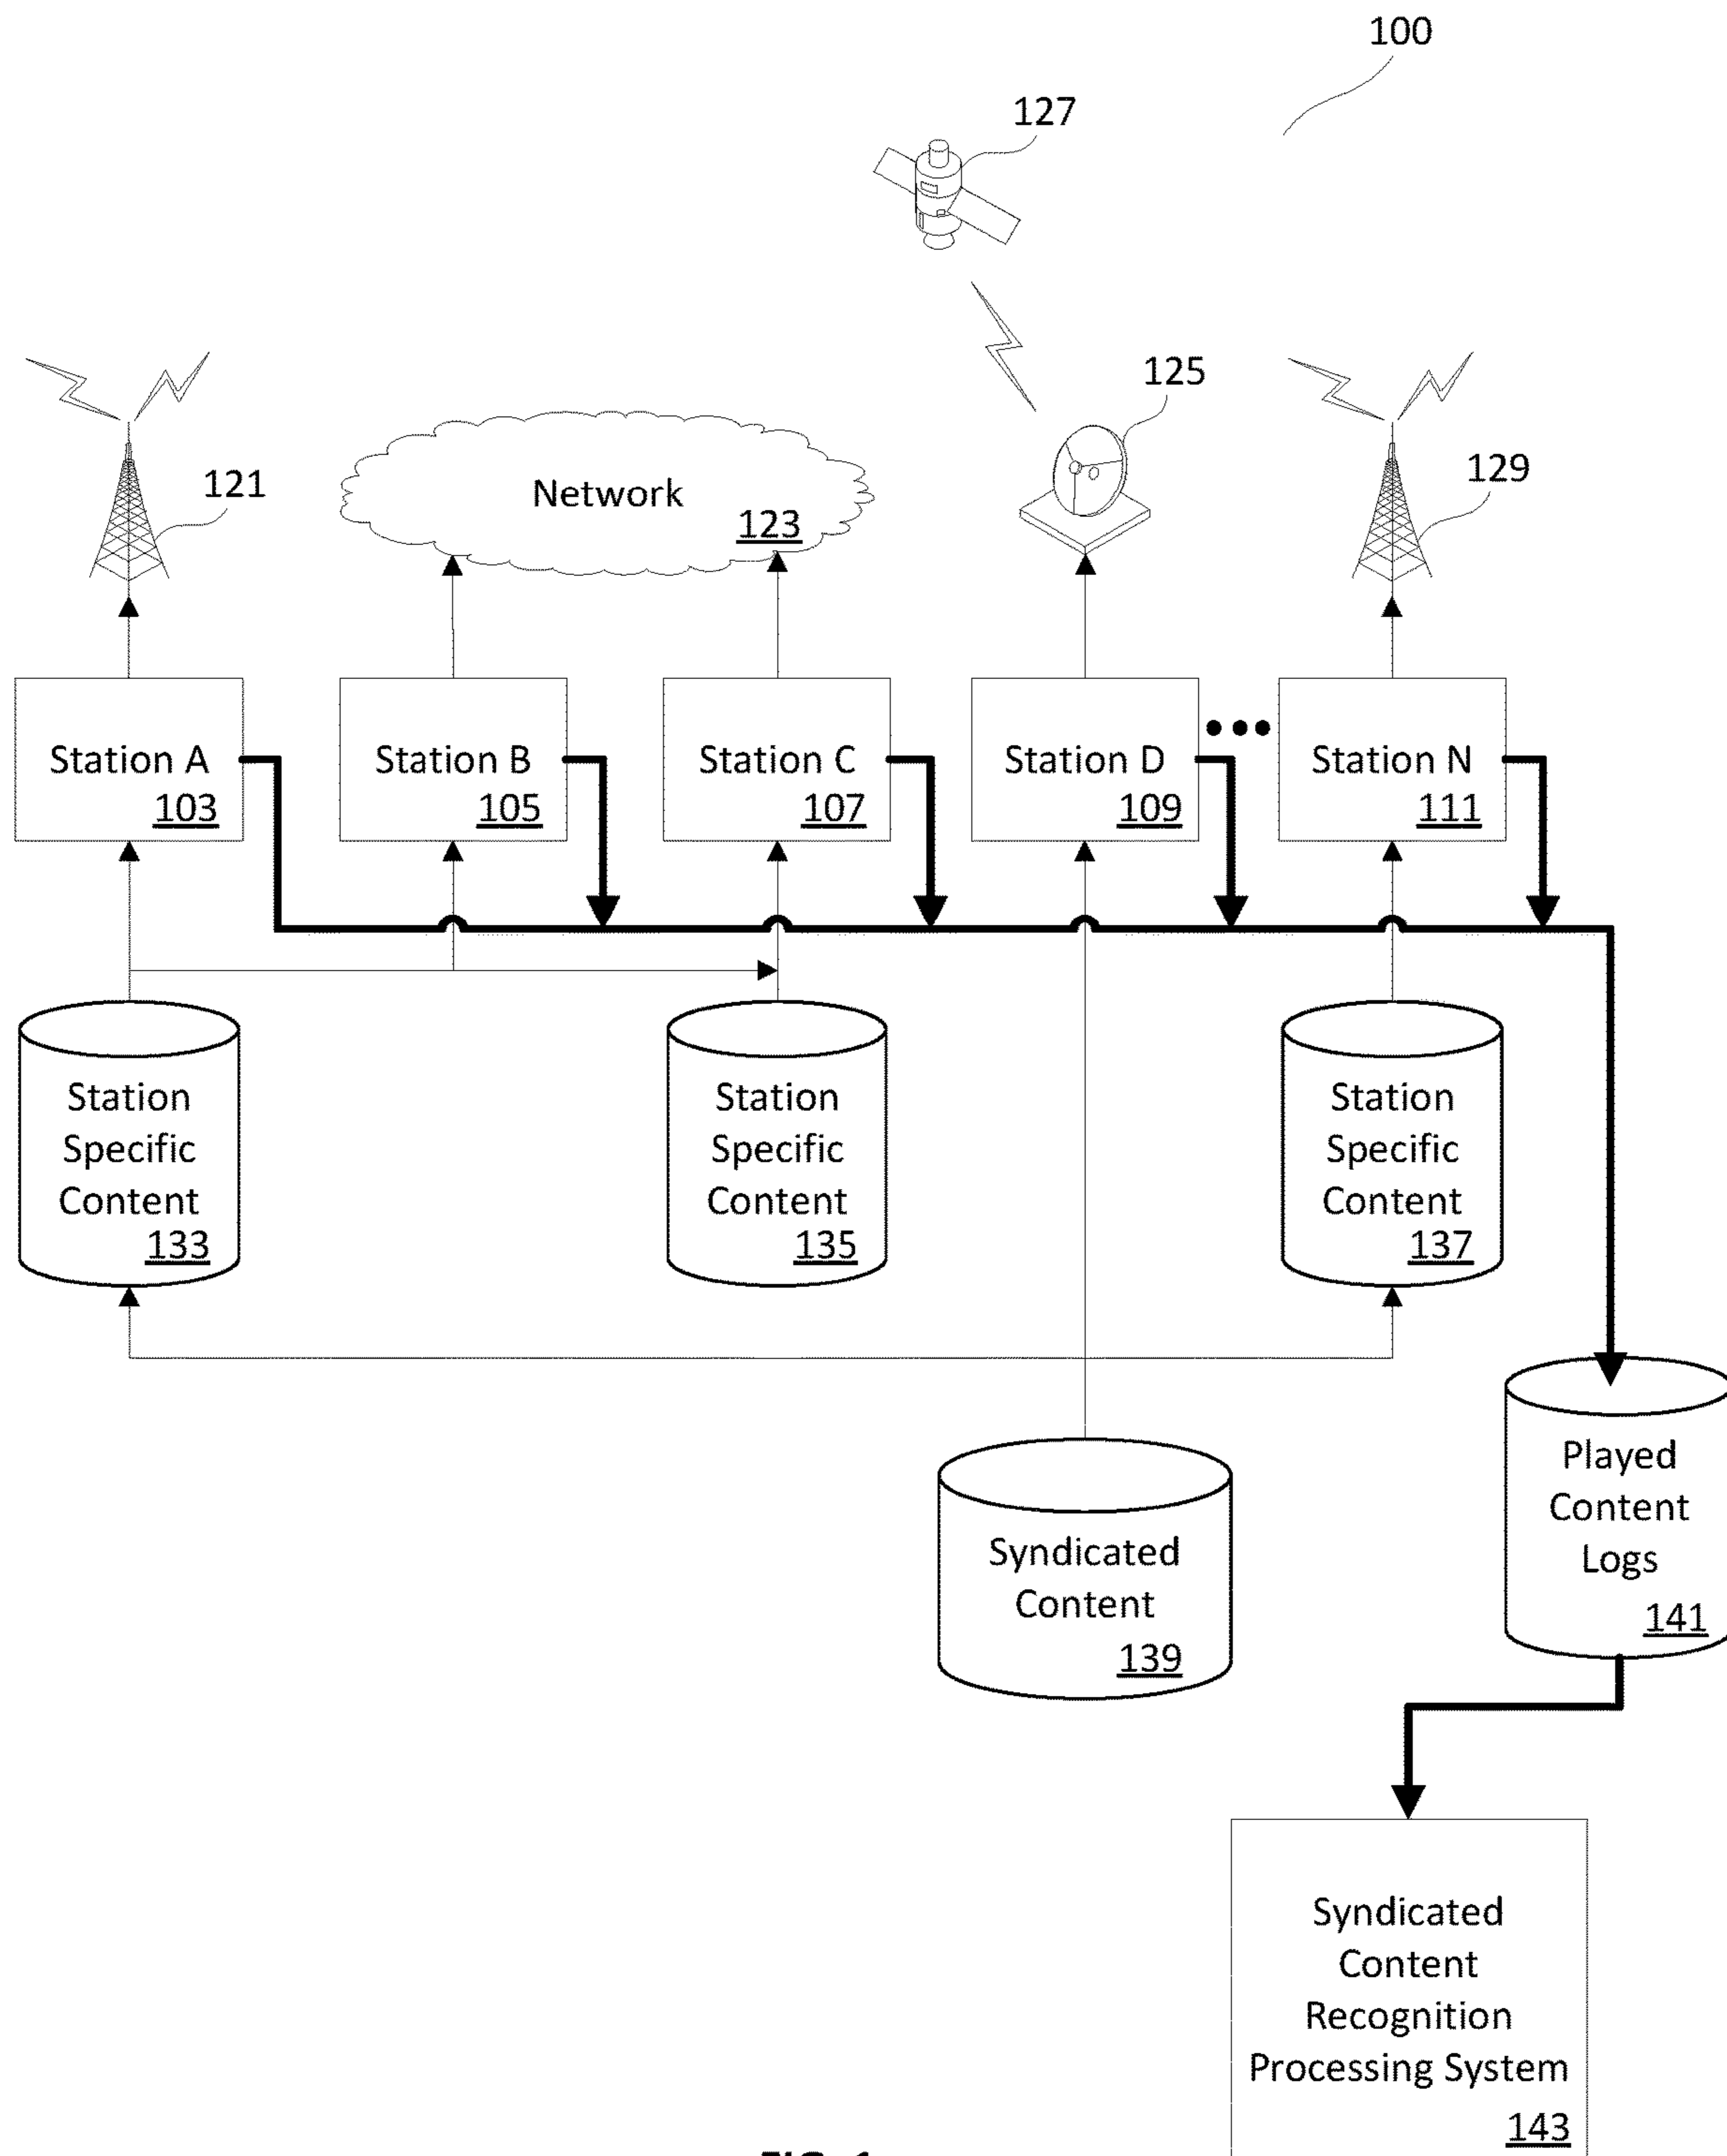 100
127
125
121
Network
123
129
Station A
103
Station B
105
Station C
107
Station D
109
Station N
111
Station
Specific
Content
133
Station
Specific
Content
135
Station
Specific
Content
137
Syndicated
Content
139
Played
Content
Logs
141
Syndicated
Content
Recognition
Processing System
143